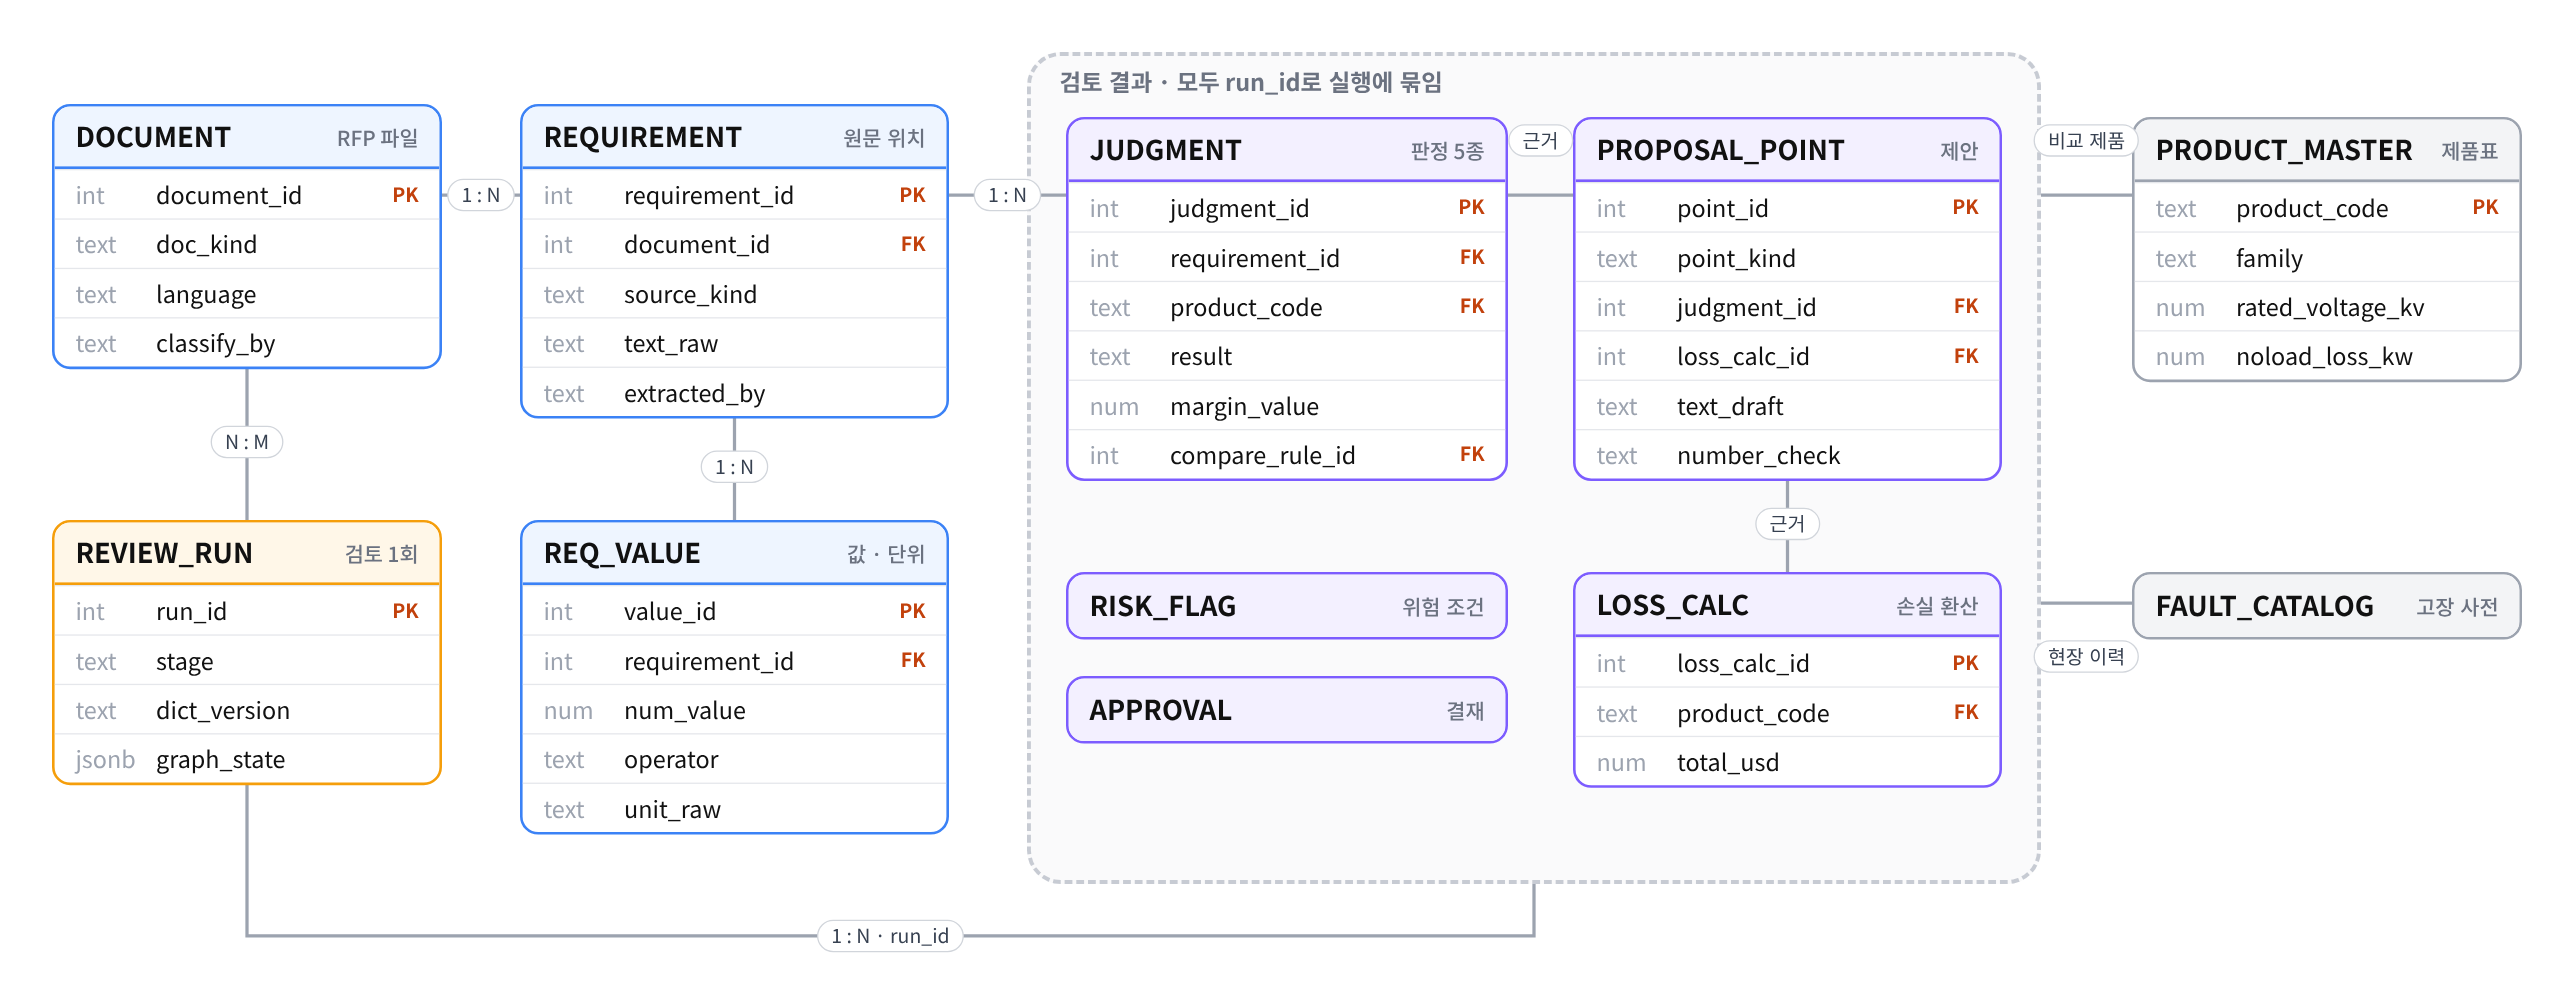 검토 결과 · 모두 run_id로 실행에 묶임
DOCUMENT RFP 파일
int document_id PK
text doc_kind
text language
text classify_by
1 : N
REQUIREMENT 원문 위치
int requirement_id PK
int document_id FK
text source_kind
text text_raw
text extracted_by
1 : N
JUDGMENT 판정 5종
int judgment_id PK
int requirement_id FK
text product_code FK
text result
num margin_value
int compare_rule_id FK
근거
PROPOSAL_POINT 제안
int point_id PK
text point_kind
int judgment_id FK
int loss_calc_id FK
text text_draft
text number_check
비교 제품
PRODUCT_MASTER 제품표
text product_code PK
text family
num rated_voltage_kv
num noload_loss_kw
N : M
1 : N
근거
REVIEW_RUN 검토 1회
int run_id PK
text stage
text dict_version
jsonb graph_state
REQ_VALUE 값 · 단위
int value_id PK
int requirement_id FK
num num_value
text operator
text unit_raw
RISK_FLAG 위험 조건
APPROVAL 결재
LOSS_CALC 손실 환산
int loss_calc_id PK
text product_code FK
num total_usd
FAULT_CATALOG 고장 사전
현장 이력
1 : N · run_id